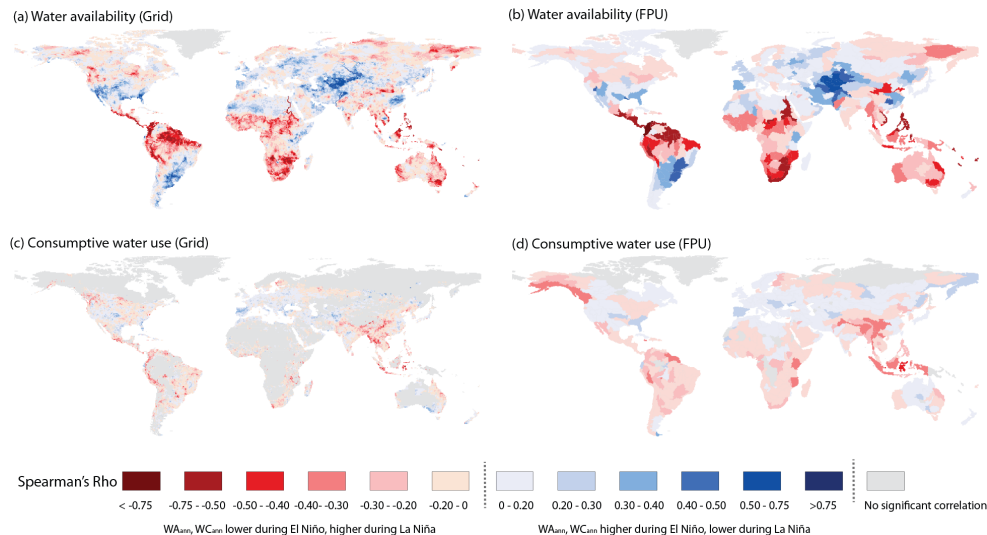 (a) Water availability (Grid)
(b) Water availability (FPU)
(c) Consumptive water use (Grid)
(d) Consumptive water use (FPU)
Spearman's Rho
< -0.75
-0.75 - -0.50
-0.50 - -0.40
-0.40 - -0.30
-0.30 - -0.20
-0.20 - 0
0 - 0.20
0.20 - 0.30
0.30 - 0.40
0.40 - 0.50
0.50 - 0.75
>0.75
No significant correlation
WAann, WCann lower during El Niño, higher during La Niña
WAann, WCann higher during El Niño, lower during La Niña